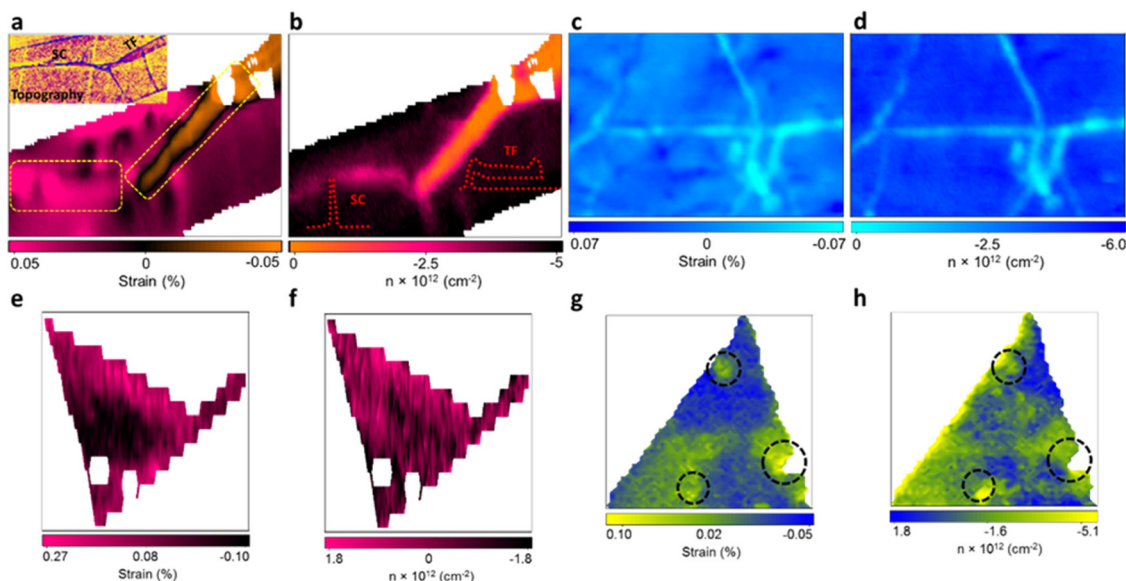 a
b
c
d
SC
TF
Topography
TF
SC
0.05 0 -0.05
Strain (%)
0 -2.5 -5
n × 10¹² (cm⁻²)
0.07 0 -0.07
Strain (%)
0 -2.5 -6.0
n × 10¹² (cm⁻²)
e
f
g
h
0.27 0.08 -0.10
Strain (%)
1.8 0 -1.8
n × 10¹² (cm⁻²)
0.10 0.02 -0.05
Strain (%)
1.8 -1.6 -5.1
n × 10¹² (cm⁻²)